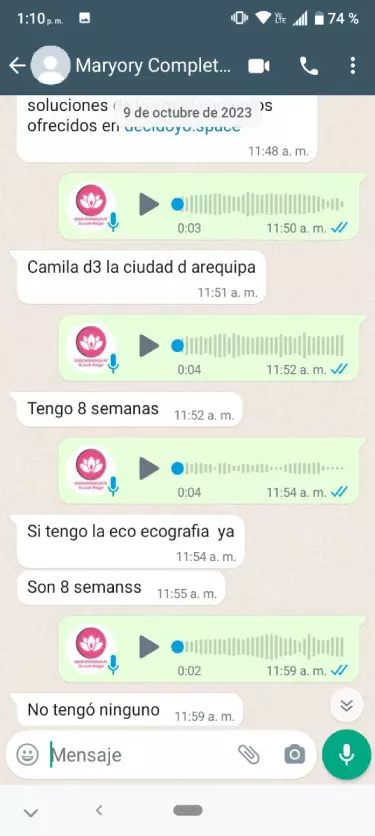 1:10 p. m.
Vo LTE
74 %
Maryory Complet...
soluciones
9 de octubre de 2023
os
ofrecidos en decidoyo.space
11:48 a. m.
0:03 11:50 a. m.
Camila d3 la ciudad d arequipa
11:51 a. m.
0:04 11:52 a. m.
Tengo 8 semanas 11:52 a. m.
0:04 11:54 a. m.
Si tengo la eco ecografia ya
11:54 a. m.
Son 8 semanss 11:55 a. m.
0:02 11:59 a. m.
No tengó ninguno 11:59 a. m.
Mensaje